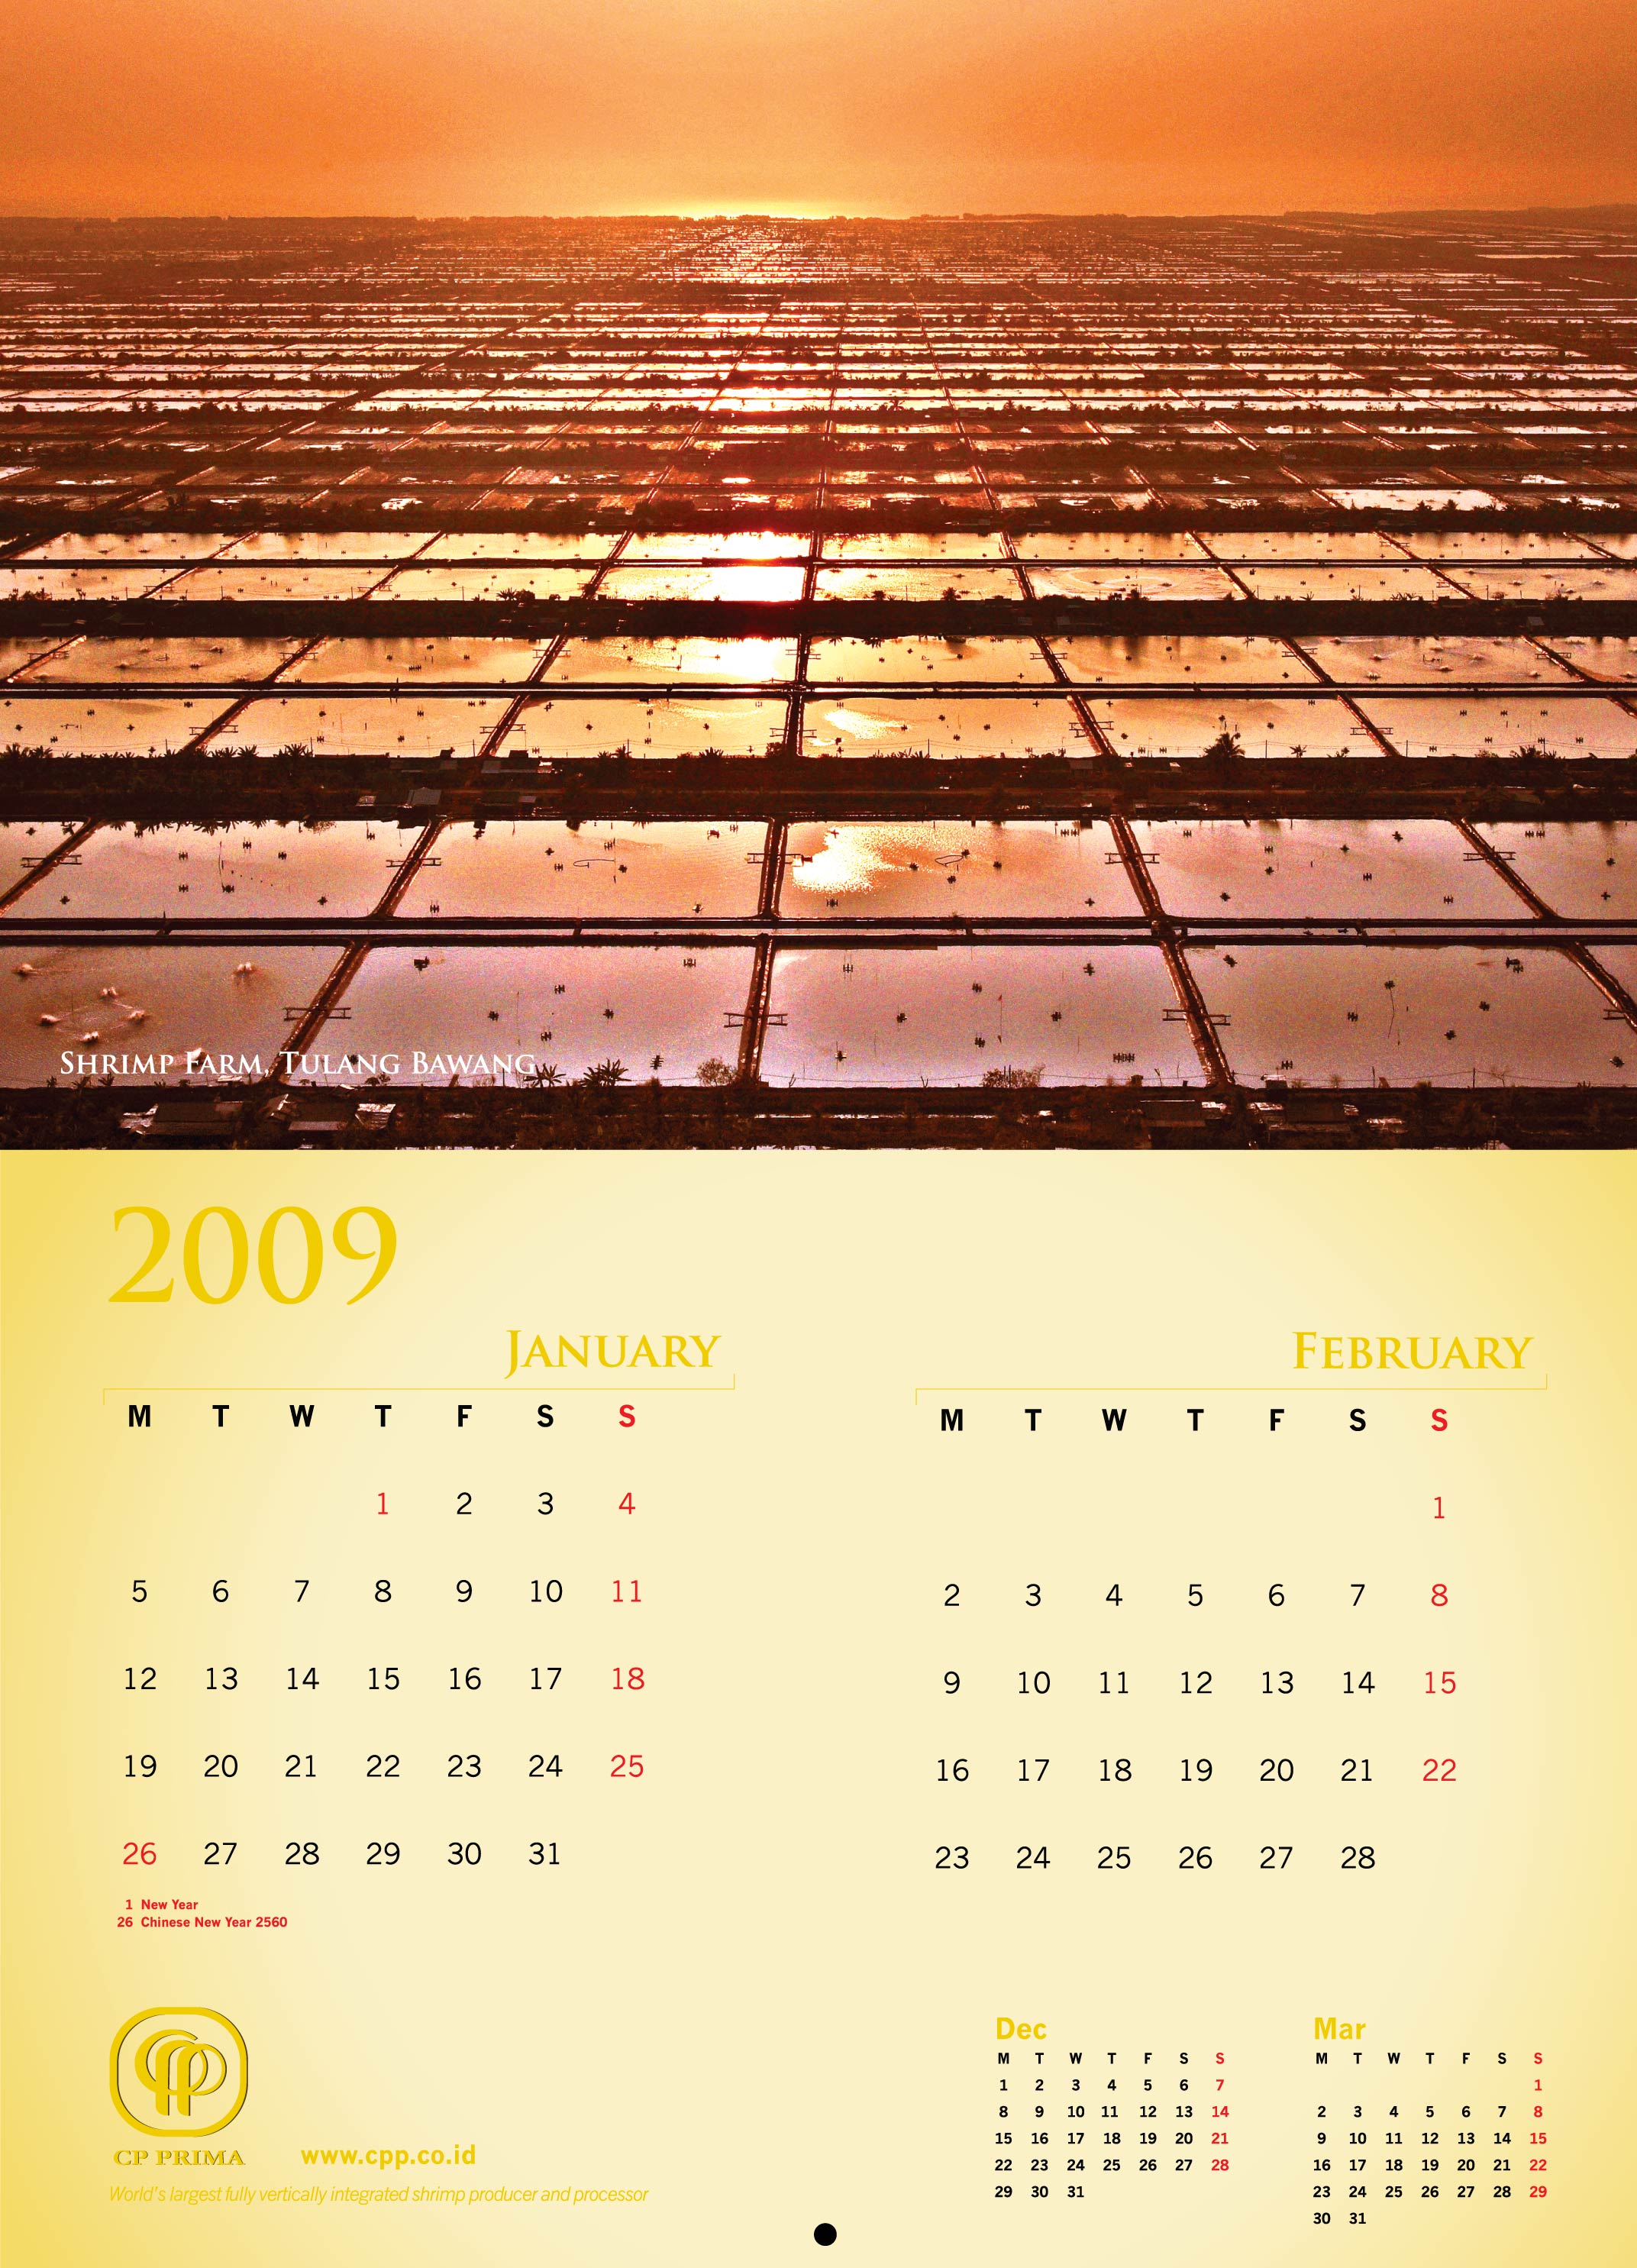 Shrimp Farm, Tulang Bawang
2009
January
M T W T F S S
1 2 3 4
5 6 7 8 9 10 11
12 13 14 15 16 17 18
19 20 21 22 23 24 25
26 27 28 29 30 31
1 New Year
26 Chinese New Year 2560
February
M T W T F S S
1
2 3 4 5 6 7 8
9 10 11 12 13 14 15
16 17 18 19 20 21 22
23 24 25 26 27 28
CP PRIMA
www.cpp.co.id
World's largest fully vertically integrated shrimp producer and processor
Dec
M T W T F S S
1 2 3 4 5 6 7
8 9 10 11 12 13 14
15 16 17 18 19 20 21
22 23 24 25 26 27 28
29 30 31
Mar
M T W T F S S
1
2 3 4 5 6 7 8
9 10 11 12 13 14 15
16 17 18 19 20 21 22
23 24 25 26 27 28 29
30 31